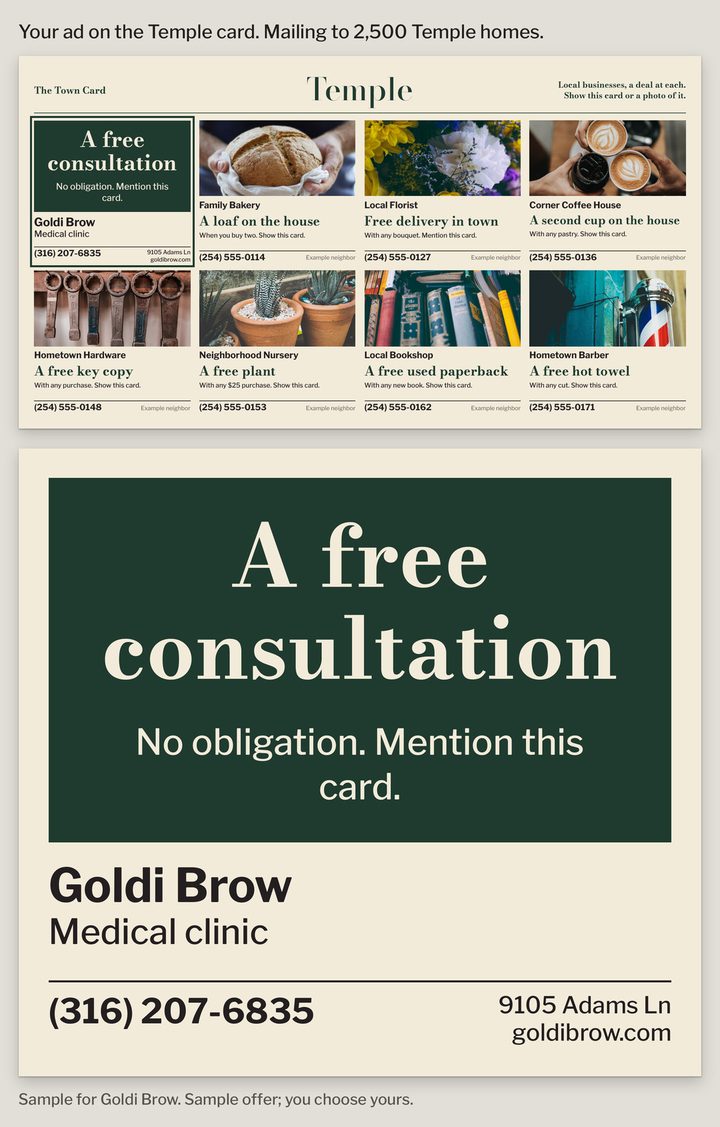 Your ad on the Temple card. Mailing to 2,500 Temple homes.
The Town Card
Temple
Local businesses, a deal at each.
Show this card or a photo of it.
A free
consultation
No obligation. Mention this
card.
Goldi Brow
Medical clinic
(316) 207-6835
9105 Adams Ln
goldibrow.com
Family Bakery
A loaf on the house
When you buy two. Show this card.
(254) 555-0114
Example neighbor
Local Florist
Free delivery in town
With any bouquet. Mention this card.
(254) 555-0127
Example neighbor
Corner Coffee House
A second cup on the house
With any pastry. Show this card.
(254) 555-0136
Example neighbor
Hometown Hardware
A free key copy
With any purchase. Show this card.
(254) 555-0148
Example neighbor
Neighborhood Nursery
A free plant
With any $25 purchase. Show this card.
(254) 555-0153
Example neighbor
Local Bookshop
A free used paperback
With any new book. Show this card.
(254) 555-0162
Example neighbor
Hometown Barber
A free hot towel
With any cut. Show this card.
(254) 555-0171
Example neighbor
A free
consultation
No obligation. Mention this
card.
Goldi Brow
Medical clinic
(316) 207-6835
9105 Adams Ln
goldibrow.com
Sample for Goldi Brow. Sample offer; you choose yours.